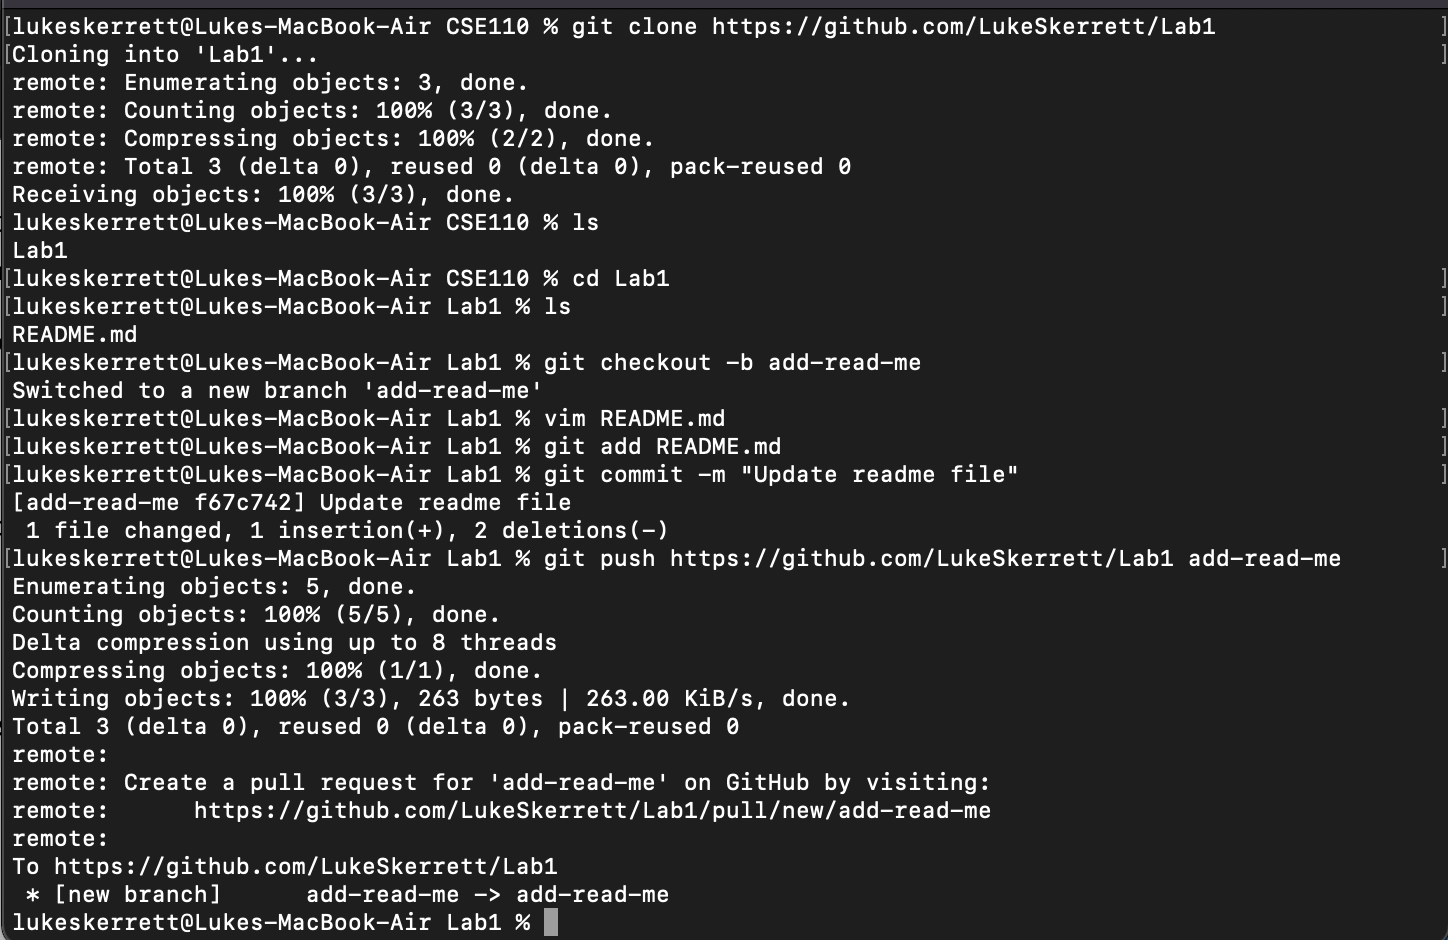 [lukeskerrett@Lukes-MacBook-Air CSE110 % git clone https://github.com/LukeSkerrett/Lab1 ]
[Cloning into 'Lab1'... ]
remote: Enumerating objects: 3, done.
remote: Counting objects: 100% (3/3), done.
remote: Compressing objects: 100% (2/2), done.
remote: Total 3 (delta 0), reused 0 (delta 0), pack-reused 0
Receiving objects: 100% (3/3), done.
lukeskerrett@Lukes-MacBook-Air CSE110 % ls
Lab1
[lukeskerrett@Lukes-MacBook-Air CSE110 % cd Lab1 ]
[lukeskerrett@Lukes-MacBook-Air Lab1 % ls ]
README.md
[lukeskerrett@Lukes-MacBook-Air Lab1 % git checkout -b add-read-me ]
Switched to a new branch 'add-read-me'
[lukeskerrett@Lukes-MacBook-Air Lab1 % vim README.md ]
[lukeskerrett@Lukes-MacBook-Air Lab1 % git add README.md ]
[lukeskerrett@Lukes-MacBook-Air Lab1 % git commit -m "Update readme file" ]
[add-read-me f67c742] Update readme file
 1 file changed, 1 insertion(+), 2 deletions(-)
[lukeskerrett@Lukes-MacBook-Air Lab1 % git push https://github.com/LukeSkerrett/Lab1 add-read-me ]
Enumerating objects: 5, done.
Counting objects: 100% (5/5), done.
Delta compression using up to 8 threads
Compressing objects: 100% (1/1), done.
Writing objects: 100% (3/3), 263 bytes | 263.00 KiB/s, done.
Total 3 (delta 0), reused 0 (delta 0), pack-reused 0
remote:
remote: Create a pull request for 'add-read-me' on GitHub by visiting:
remote:      https://github.com/LukeSkerrett/Lab1/pull/new/add-read-me
remote:
To https://github.com/LukeSkerrett/Lab1
 * [new branch]      add-read-me -> add-read-me
lukeskerrett@Lukes-MacBook-Air Lab1 %